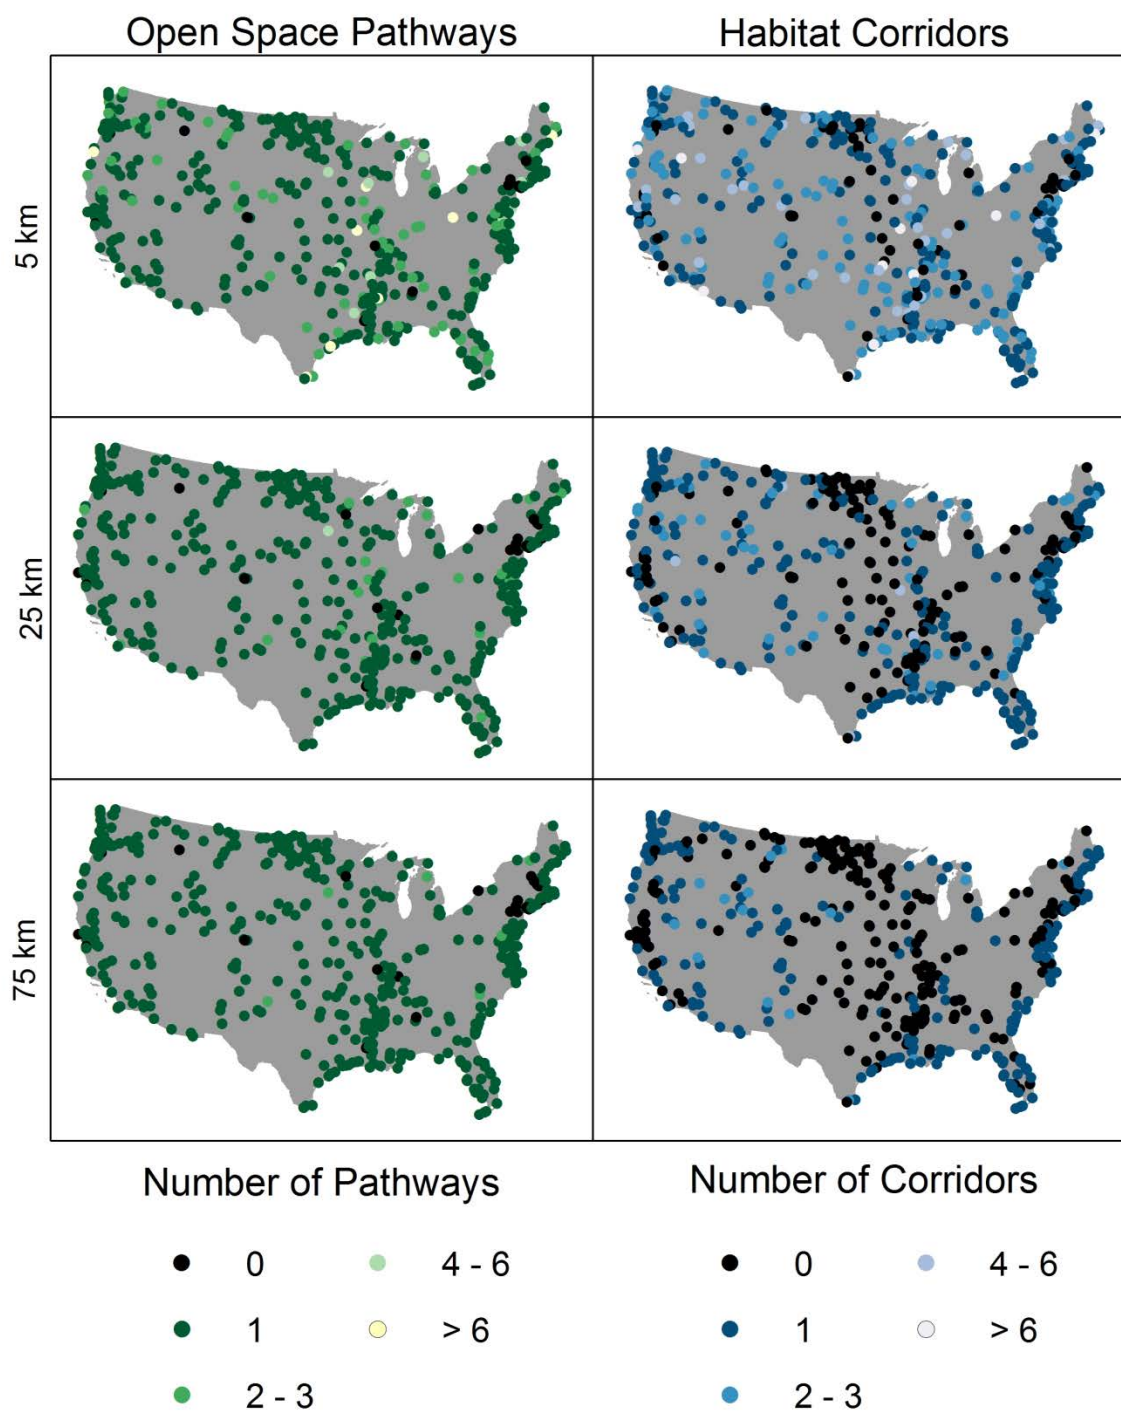 Open Space Pathways
Habitat Corridors
5 km
25 km
75 km
Number of Pathways
0
4 - 6
1
> 6
2 - 3
Number of Corridors
0
4 - 6
1
> 6
2 - 3